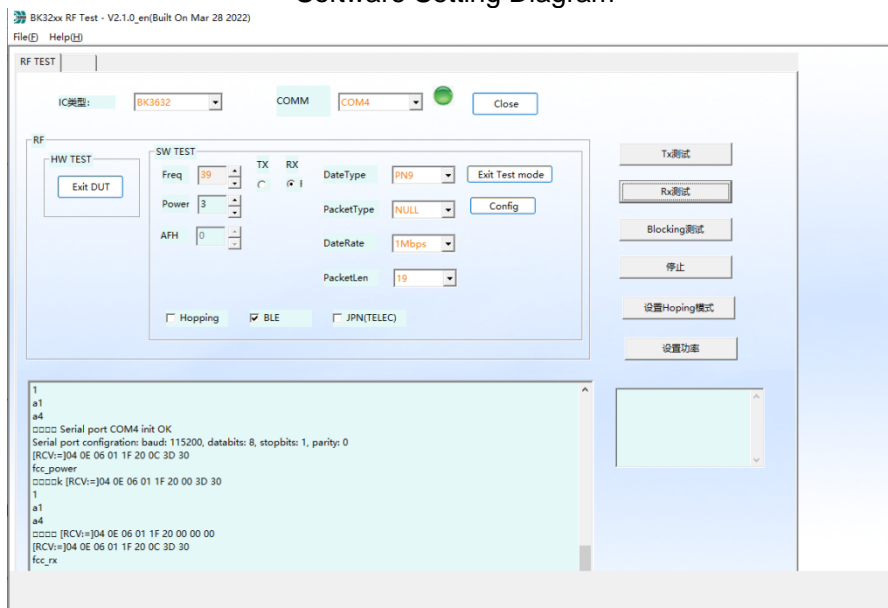 Software Setting Diagram
BK32xx RF Test - V2.1.0_en(Built On Mar 28 2022)
File(F) Help(H)
RF TEST
IC类型: BK3632 COMM COM4 Close
RF
HW TEST
Exit DUT
SW TEST
Freq 39 TX RX DateType PN9 Exit Test mode
Power 3 PacketType NULL Config
AFH 0 DateRate 1Mbps
PacketLen 19
Hopping BLE JPN(TELEC)
Tx测试
Rx测试
Blocking测试
停止
设置Hoping模式
设置功率
1
a1
a4
□□□□ Serial port COM4 init OK
Serial port configration: baud: 115200, databits: 8, stopbits: 1, parity: 0
[RCV:=]04 0E 06 01 1F 20 0C 3D 30
fcc_power
□□□□k [RCV:=]04 0E 06 01 1F 20 00 3D 30
1
a1
a4
□□□□ [RCV:=]04 0E 06 01 1F 20 00 00 00
[RCV:=]04 0E 06 01 1F 20 0C 3D 30
fcc_rx